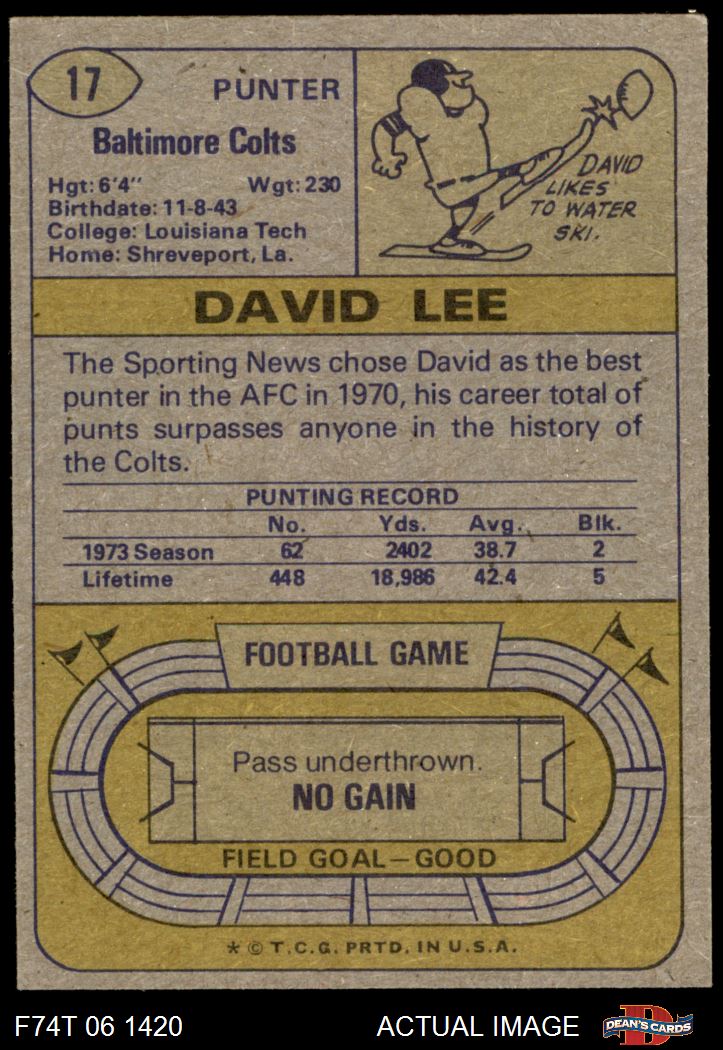 17
PUNTER
Baltimore Colts
Hgt: 6'4" Wgt: 230
Birthdate: 11-8-43
College: Louisiana Tech
Home: Shreveport, La.
DAVID
LIKES
TO WATER
SKI.
DAVID LEE
The Sporting News chose David as the best
punter in the AFC in 1970, his career total of
punts surpasses anyone in the history of
the Colts.
PUNTING RECORD
No. Yds. Avg. Blk.
1973 Season 62 2402 38.7 2
Lifetime 448 18,986 42.4 5
FOOTBALL GAME
Pass underthrown.
NO GAIN
FIELD GOAL—GOOD
* © T.C.G. PRTD. IN U.S.A.
F74T 06 1420 ACTUAL IMAGE D DEAN'S CARDS